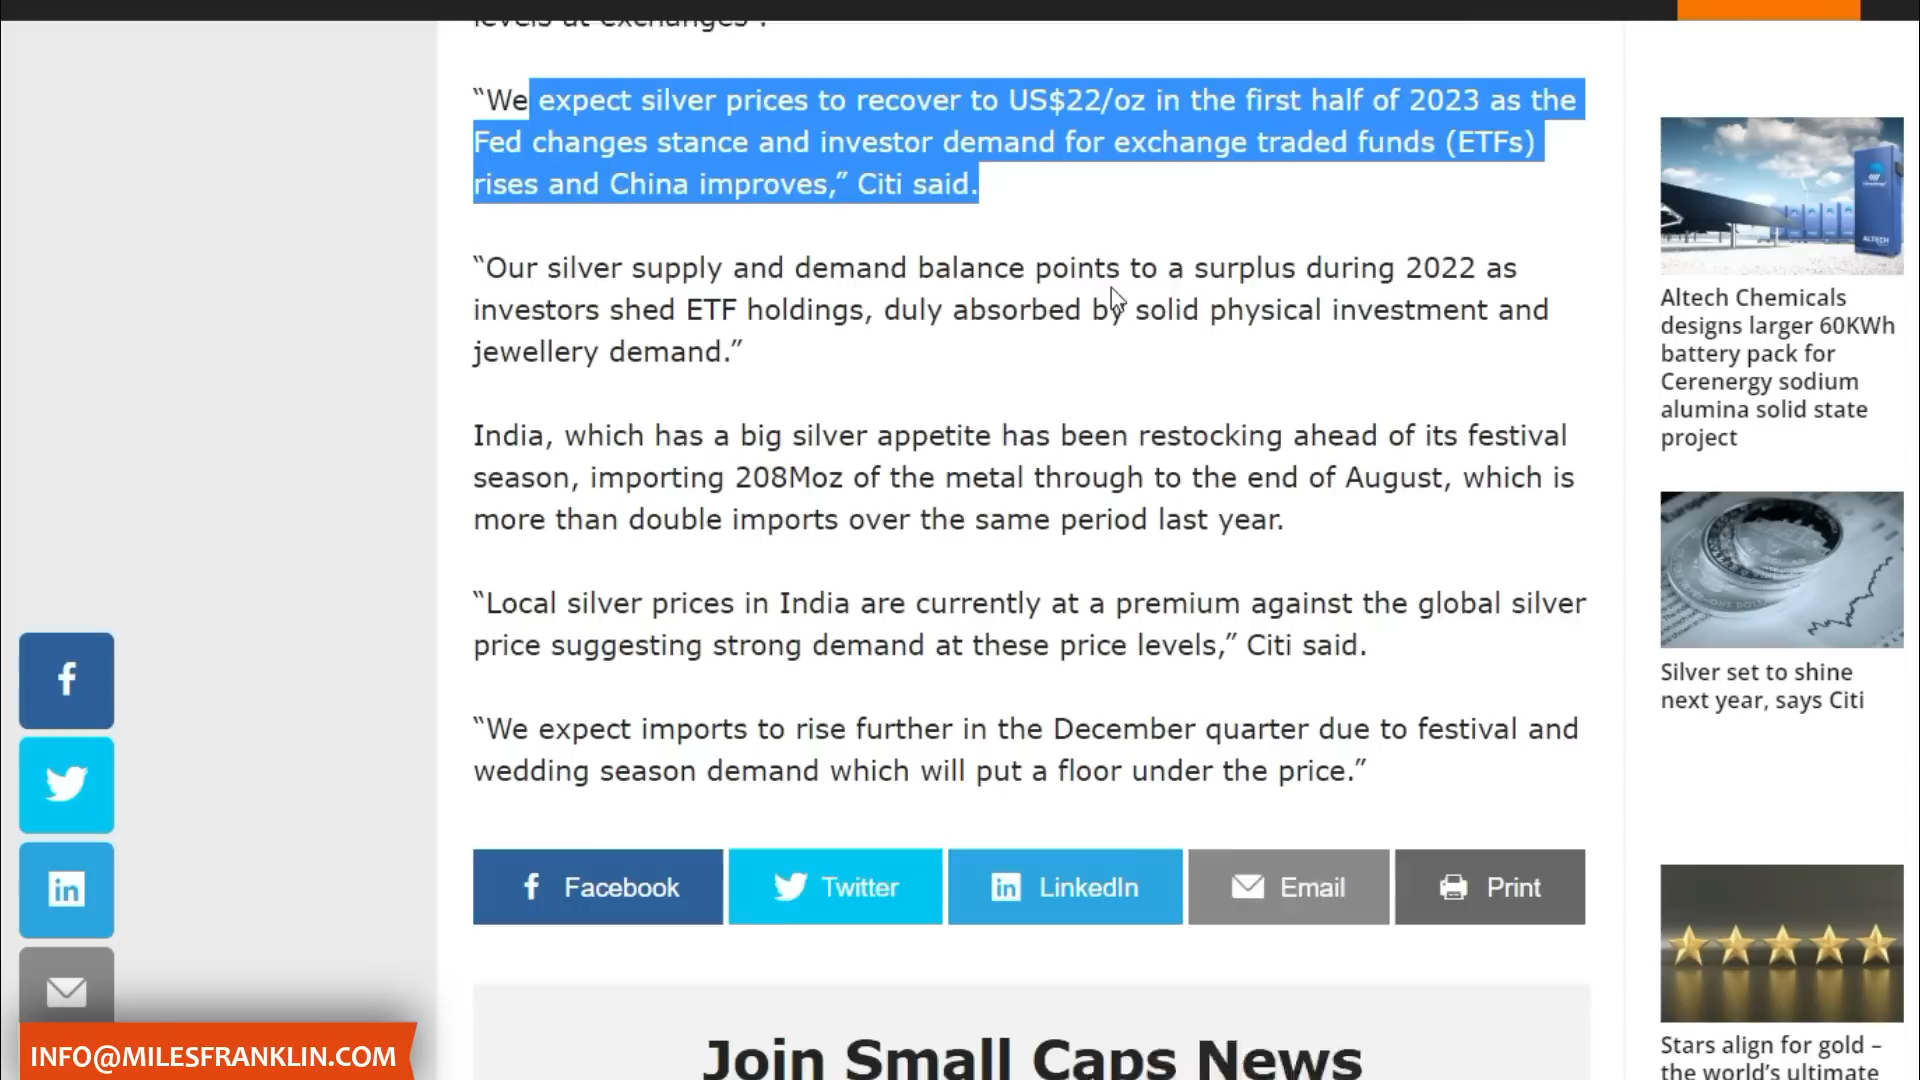 levels at exchanges”.
“We expect silver prices to recover to US$22/oz in the first half of 2023 as the
Fed changes stance and investor demand for exchange traded funds (ETFs)
rises and China improves,” Citi said.
“Our silver supply and demand balance points to a surplus during 2022 as
investors shed ETF holdings, duly absorbed by solid physical investment and
jewellery demand.”
India, which has a big silver appetite has been restocking ahead of its festival
season, importing 208Moz of the metal through to the end of August, which is
more than double imports over the same period last year.
“Local silver prices in India are currently at a premium against the global silver
price suggesting strong demand at these price levels,” Citi said.
“We expect imports to rise further in the December quarter due to festival and
wedding season demand which will put a floor under the price.”
Facebook
Twitter
LinkedIn
Email
Print
Join Small Caps News
ALTECH
Altech Chemicals
designs larger 60KWh
battery pack for
Cerenergy sodium
alumina solid state
project
Silver set to shine
next year, says Citi
Stars align for gold –
the world’s ultimate
INFO@MILESFRANKLIN.COM